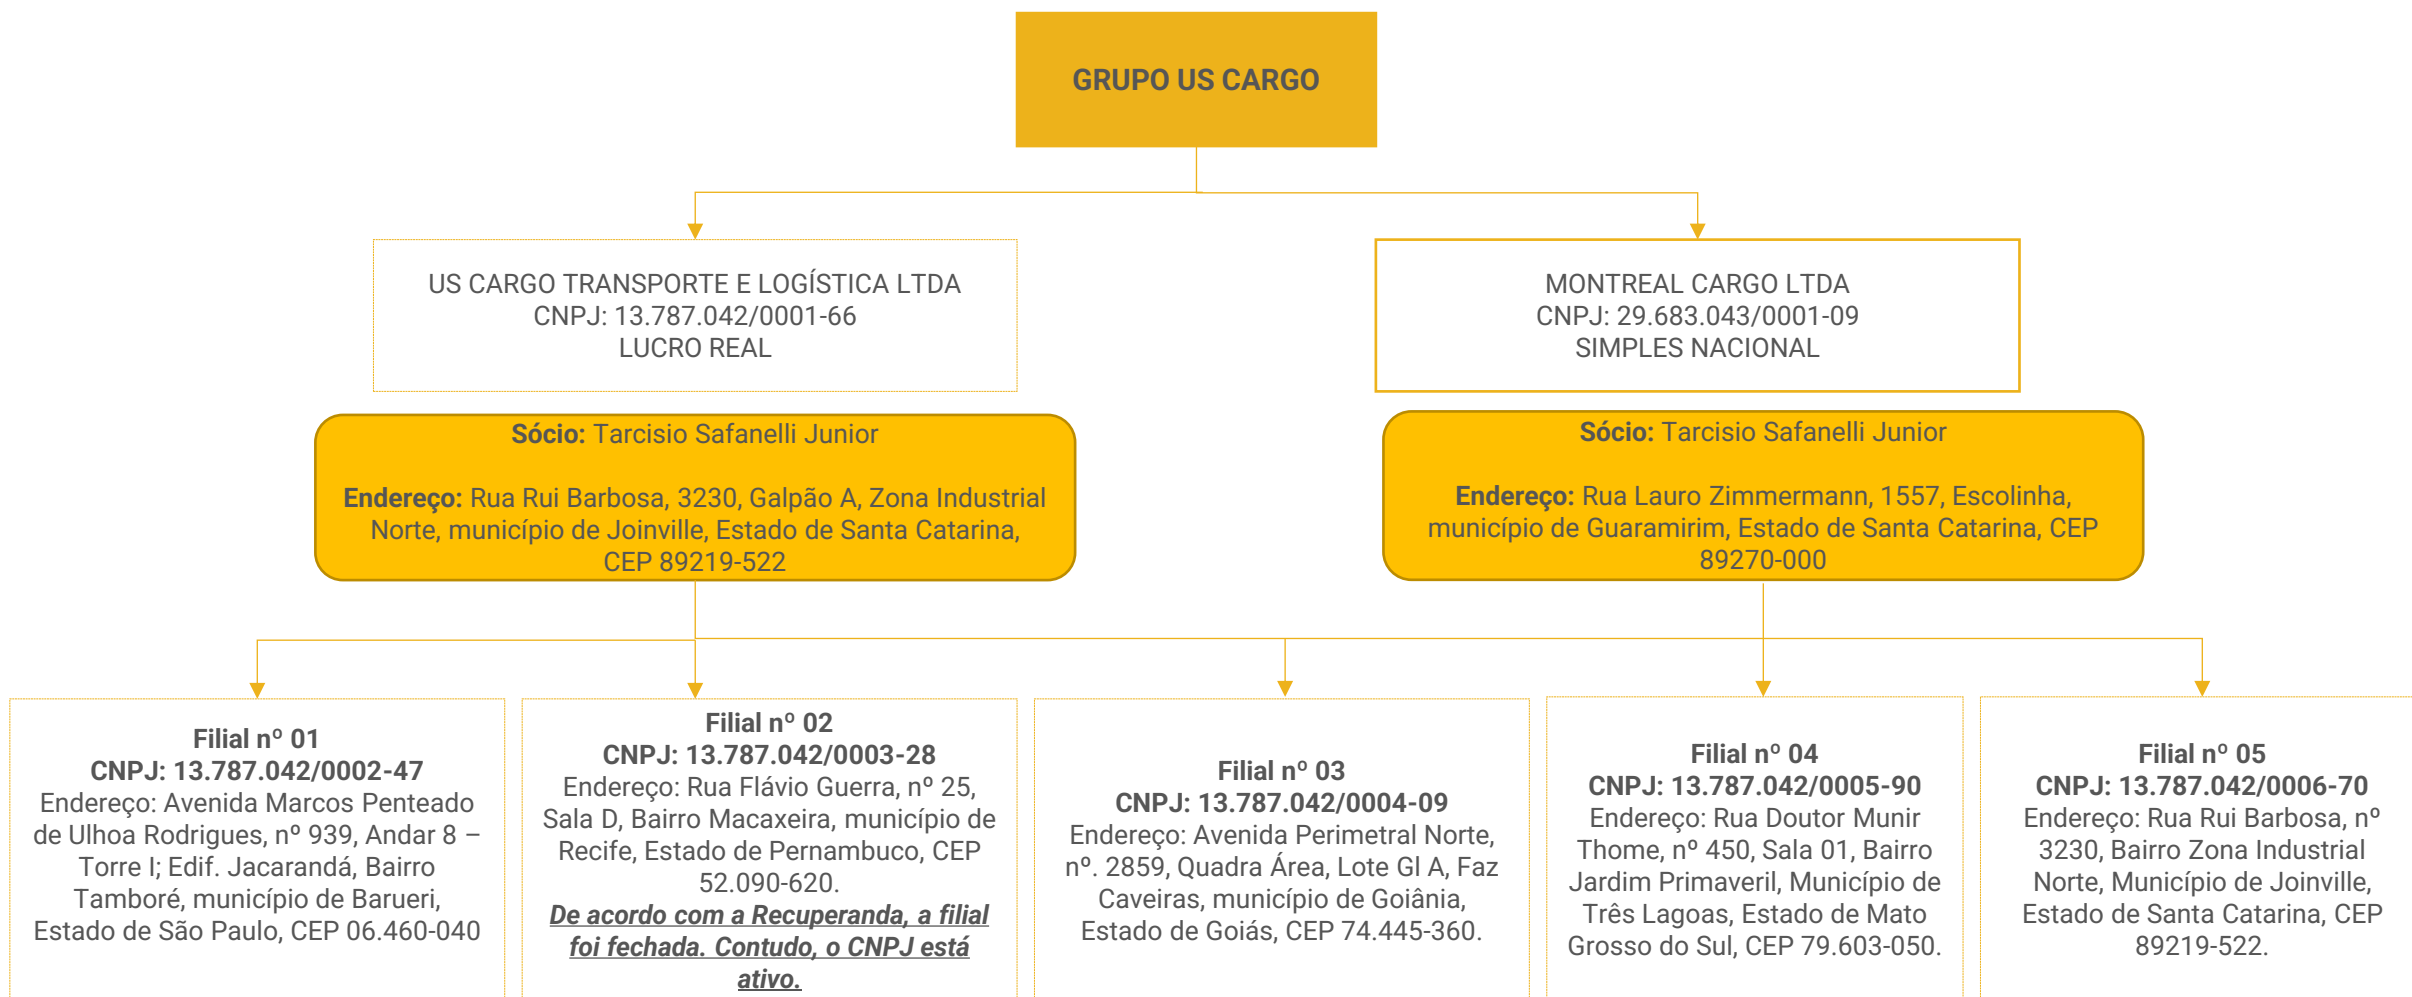 GRUPO US CARGO
US CARGO TRANSPORTE E LOGÍSTICA LTDA
CNPJ: 13.787.042/0001-66
LUCRO REAL
MONTREAL CARGO LTDA
CNPJ: 29.683.043/0001-09
SIMPLES NACIONAL
Sócio: Tarcisio Safanelli Junior
Endereço: Rua Rui Barbosa, 3230, Galpão A, Zona Industrial
Norte, município de Joinville, Estado de Santa Catarina,
CEP 89219-522
Sócio: Tarcisio Safanelli Junior
Endereço: Rua Lauro Zimmermann, 1557, Escolinha,
município de Guaramirim, Estado de Santa Catarina, CEP
89270-000
Filial nº 01
CNPJ: 13.787.042/0002-47
Endereço: Avenida Marcos Penteado
de Ulhoa Rodrigues, nº 939, Andar 8 –
Torre I; Edif. Jacarandá, Bairro
Tamboré, município de Barueri,
Estado de São Paulo, CEP 06.460-040
Filial nº 02
CNPJ: 13.787.042/0003-28
Endereço: Rua Flávio Guerra, nº 25,
Sala D, Bairro Macaxeira, município de
Recife, Estado de Pernambuco, CEP
52.090-620.
De acordo com a Recuperanda, a filial
foi fechada. Contudo, o CNPJ está
ativo.
Filial nº 03
CNPJ: 13.787.042/0004-09
Endereço: Avenida Perimetral Norte,
nº. 2859, Quadra Área, Lote Gl A, Faz
Caveiras, município de Goiânia,
Estado de Goiás, CEP 74.445-360.
Filial nº 04
CNPJ: 13.787.042/0005-90
Endereço: Rua Doutor Munir
Thome, nº 450, Sala 01, Bairro
Jardim Primaveril, Município de
Três Lagoas, Estado de Mato
Grosso do Sul, CEP 79.603-050.
Filial nº 05
CNPJ: 13.787.042/0006-70
Endereço: Rua Rui Barbosa, nº
3230, Bairro Zona Industrial
Norte, Município de Joinville,
Estado de Santa Catarina, CEP
89219-522.